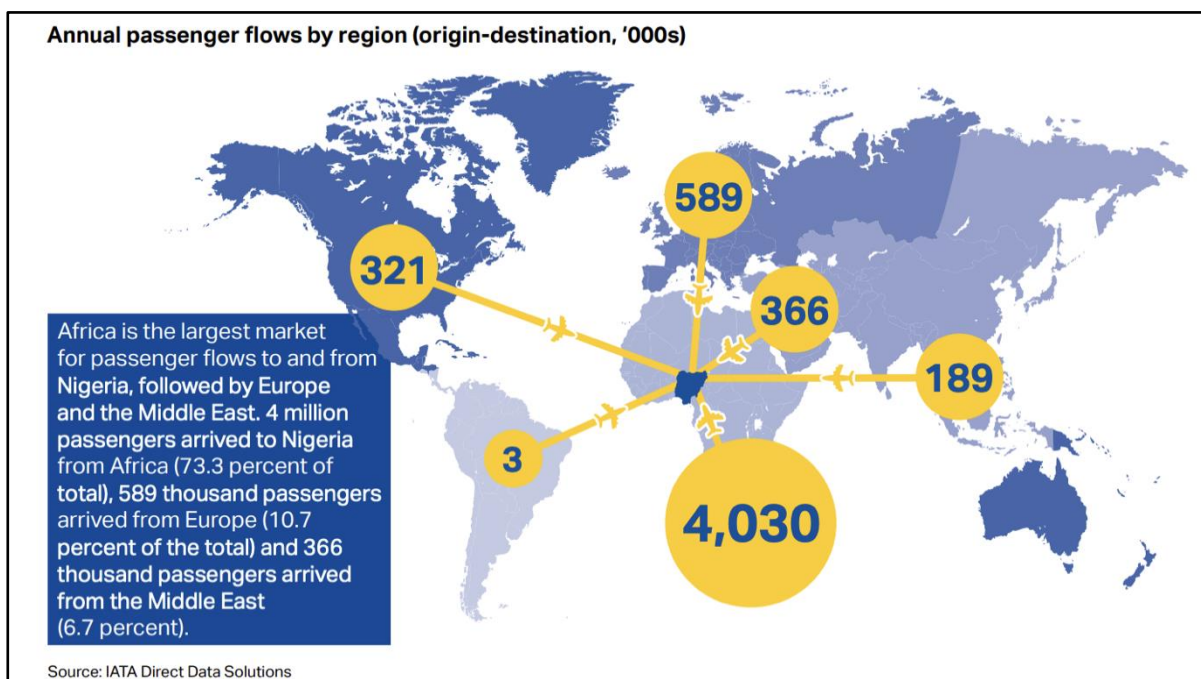 Annual passenger flows by region (origin-destination, '000s)
589
321
366
189
3
4,030
Africa is the largest market
for passenger flows to and from
Nigeria, followed by Europe
and the Middle East. 4 million
passengers arrived to Nigeria
from Africa (73.3 percent of
total), 589 thousand passengers
arrived from Europe (10.7
percent of the total) and 366
thousand passengers arrived
from the Middle East
(6.7 percent).
Source: IATA Direct Data Solutions